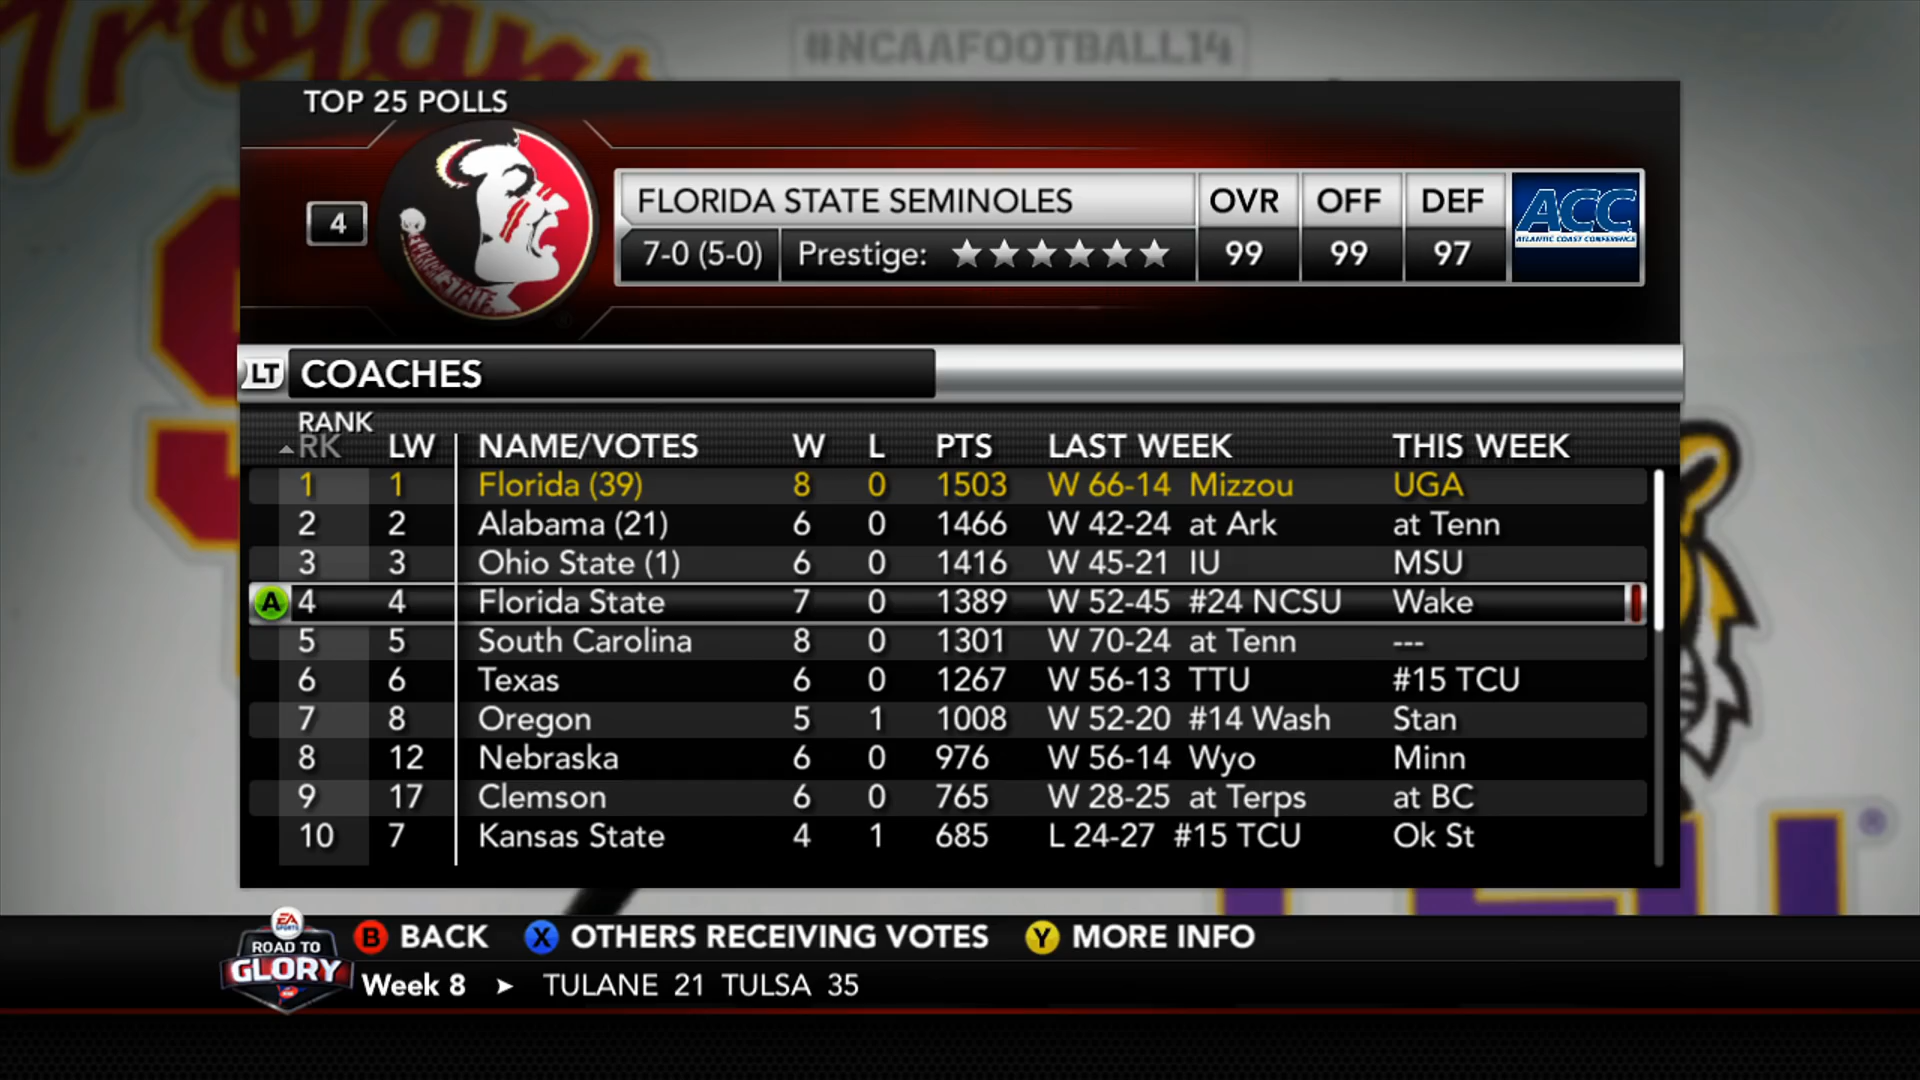 Trojans
#NCAAFOOTBALL14
TOP 25 POLLS
4
FLORIDA STATE SEMINOLES
OVR OFF DEF
ACC
ATLANTIC COAST CONFERENCE
7-0 (5-0) Prestige: 99 99 97
LT COACHES
RANK
RK LW NAME/VOTES W L PTS LAST WEEK THIS WEEK
1 1 Florida (39) 8 0 1503 W 66-14 Mizzou UGA
2 2 Alabama (21) 6 0 1466 W 42-24 at Ark at Tenn
3 3 Ohio State (1) 6 0 1416 W 45-21 IU MSU
A 4 4 Florida State 7 0 1389 W 52-45 #24 NCSU Wake
5 5 South Carolina 8 0 1301 W 70-24 at Tenn ---
6 6 Texas 6 0 1267 W 56-13 TTU #15 TCU
7 8 Oregon 5 1 1008 W 52-20 #14 Wash Stan
8 12 Nebraska 6 0 976 W 56-14 Wyo Minn
9 17 Clemson 6 0 765 W 28-25 at Terps at BC
10 7 Kansas State 4 1 685 L 24-27 #15 TCU Ok St
EA SPORTS
ROAD TO
GLORY
B BACK X OTHERS RECEIVING VOTES Y MORE INFO
Week 8 ➤ TULANE 21 TULSA 35